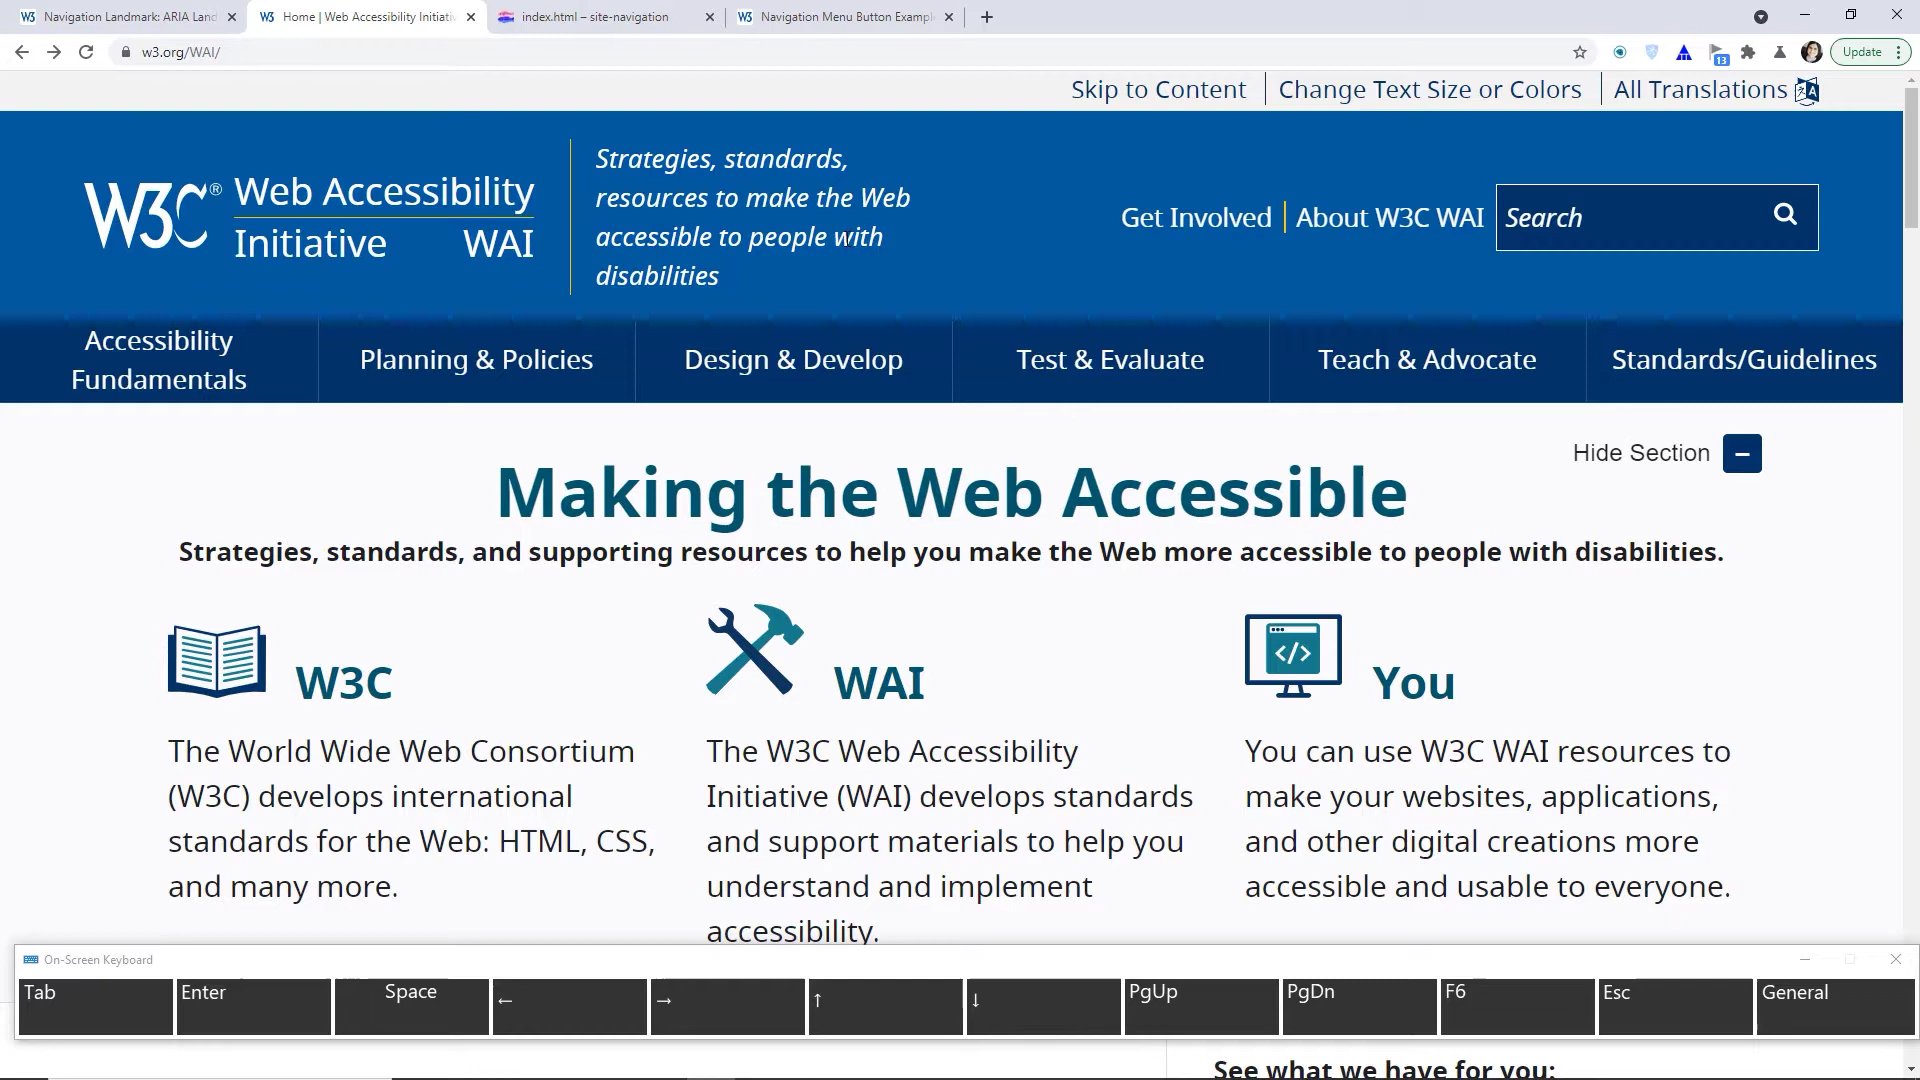 Navigation Landmark: ARIA Land
Home | Web Accessibility Initiativ
index.html – site-navigation
Navigation Menu Button Exampl
w3.org/WAI/
13
Update
Skip to Content
Change Text Size or Colors
All Translations
W3C® Web Accessibility
Initiative WAI
Strategies, standards,
resources to make the Web
accessible to people with
disabilities
Get Involved
About W3C WAI
Search
Accessibility
Fundamentals
Planning & Policies
Design & Develop
Test & Evaluate
Teach & Advocate
Standards/Guidelines
Hide Section
Making the Web Accessible
Strategies, standards, and supporting resources to help you make the Web more accessible to people with disabilities.
W3C
The World Wide Web Consortium
(W3C) develops international
standards for the Web: HTML, CSS,
and many more.
WAI
The W3C Web Accessibility
Initiative (WAI) develops standards
and support materials to help you
understand and implement
accessibility.
</>
You
You can use W3C WAI resources to
make your websites, applications,
and other digital creations more
accessible and usable to everyone.
On-Screen Keyboard
Tab
Enter
Space
←
→
↑
↓
PgUp
PgDn
F6
Esc
General
See what we have for you: